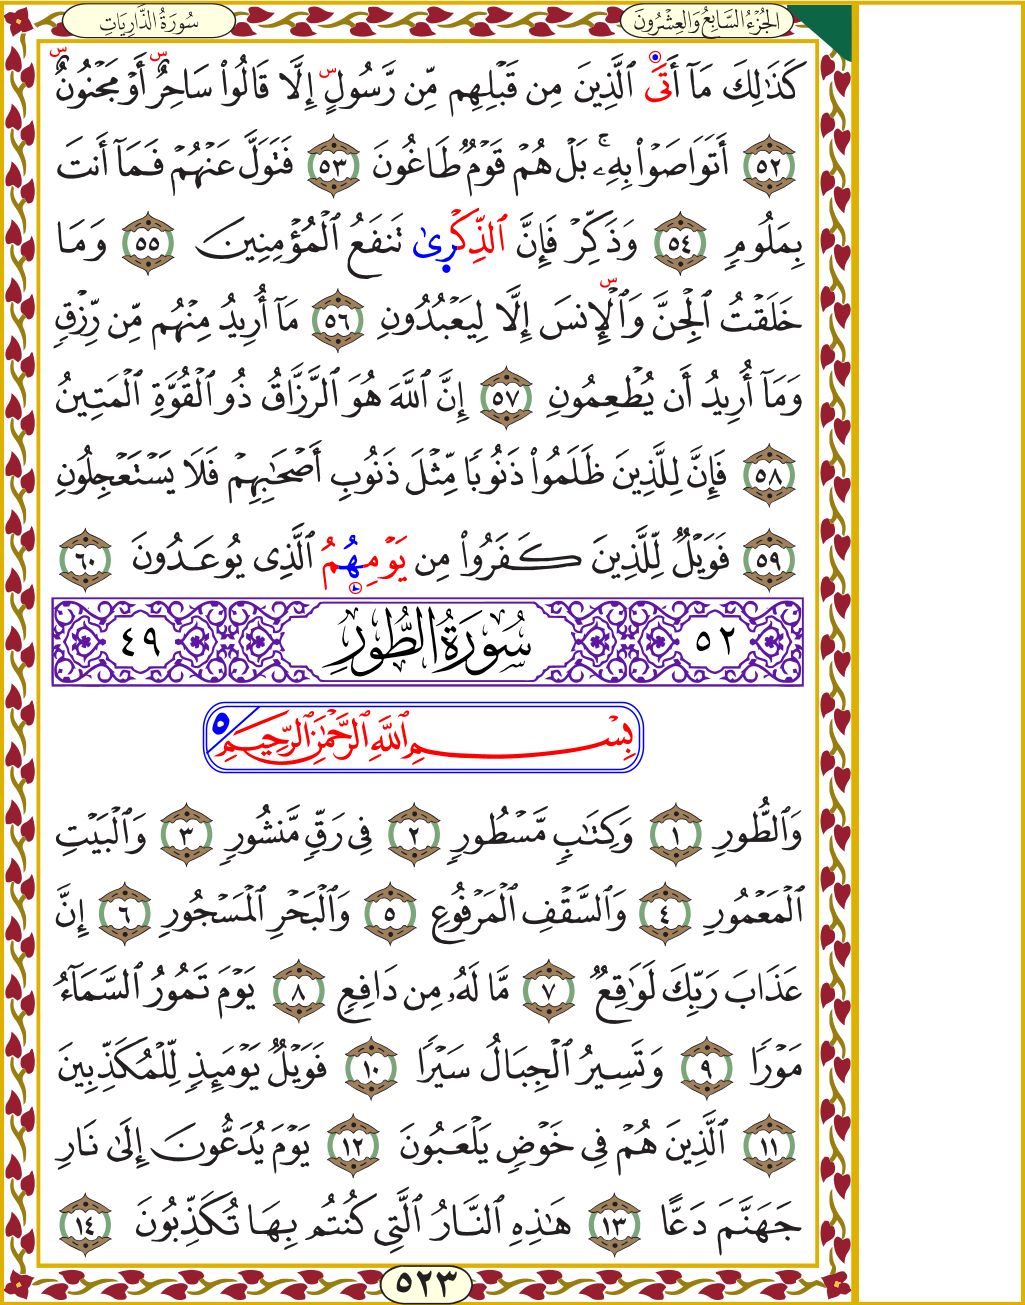 الجُزْءُ السَّابِعُ وَالعِشْرُونَ
سُورَةُ الذَّارِيَاتِ
كَذَٰلِكَ مَآ أَتَى ٱلَّذِينَ مِن قَبْلِهِم مِّن رَّسُولٍ إِلَّا قَالُوا۟ سَاحِرٌ أَوْ مَجْنُونٌ
٥٢ أَتَوَاصَوْا۟ بِهِۦ ۚ بَلْ هُمْ قَوْمٌ طَاغُونَ ٥٣ فَتَوَلَّ عَنْهُمْ فَمَآ أَنتَ
بِمَلُومٍ ٥٤ وَذَكِّرْ فَإِنَّ ٱلذِّكْرَىٰ تَنفَعُ ٱلْمُؤْمِنِينَ ٥٥ وَمَا
خَلَقْتُ ٱلْجِنَّ وَٱلْإِنسَ إِلَّا لِيَعْبُدُونِ ٥٦ مَآ أُرِيدُ مِنْهُم مِّن رِّزْقٍ
وَمَآ أُرِيدُ أَن يُطْعِمُونِ ٥٧ إِنَّ ٱللَّهَ هُوَ ٱلرَّزَّاقُ ذُو ٱلْقُوَّةِ ٱلْمَتِينُ
٥٨ فَإِنَّ لِلَّذِينَ ظَلَمُوا۟ ذَنُوبًا مِّثْلَ ذَنُوبِ أَصْحَٰبِهِمْ فَلَا يَسْتَعْجِلُونِ
٥٩ فَوَيْلٌ لِّلَّذِينَ كَفَرُوا۟ مِن يَوْمِهُمُ ٱلَّذِى يُوعَدُونَ ٦٠
٥٢ سُورَةُ الطُّورِ ٤٩
بِسْمِ ٱللَّهِ ٱلرَّحْمَٰنِ ٱلرَّحِيمِ ٥
وَٱلطُّورِ ١ وَكِتَٰبٍ مَّسْطُورٍ ٢ فِى رَقٍّ مَّنشُورٍ ٣ وَٱلْبَيْتِ
ٱلْمَعْمُورِ ٤ وَٱلسَّقْفِ ٱلْمَرْفُوعِ ٥ وَٱلْبَحْرِ ٱلْمَسْجُورِ ٦ إِنَّ
عَذَابَ رَبِّكَ لَوَٰقِعٌ ٧ مَّا لَهُۥ مِن دَافِعٍ ٨ يَوْمَ تَمُورُ ٱلسَّمَآءُ
مَوْرًا ٩ وَتَسِيرُ ٱلْجِبَالُ سَيْرًا ١٠ فَوَيْلٌ يَوْمَئِذٍ لِّلْمُكَذِّبِينَ
١١ ٱلَّذِينَ هُمْ فِى خَوْضٍ يَلْعَبُونَ ١٢ يَوْمَ يُدَعُّونَ إِلَىٰ نَارِ
جَهَنَّمَ دَعًّا ١٣ هَٰذِهِ ٱلنَّارُ ٱلَّتِى كُنتُم بِهَا تُكَذِّبُونَ ١٤
٥٢٣